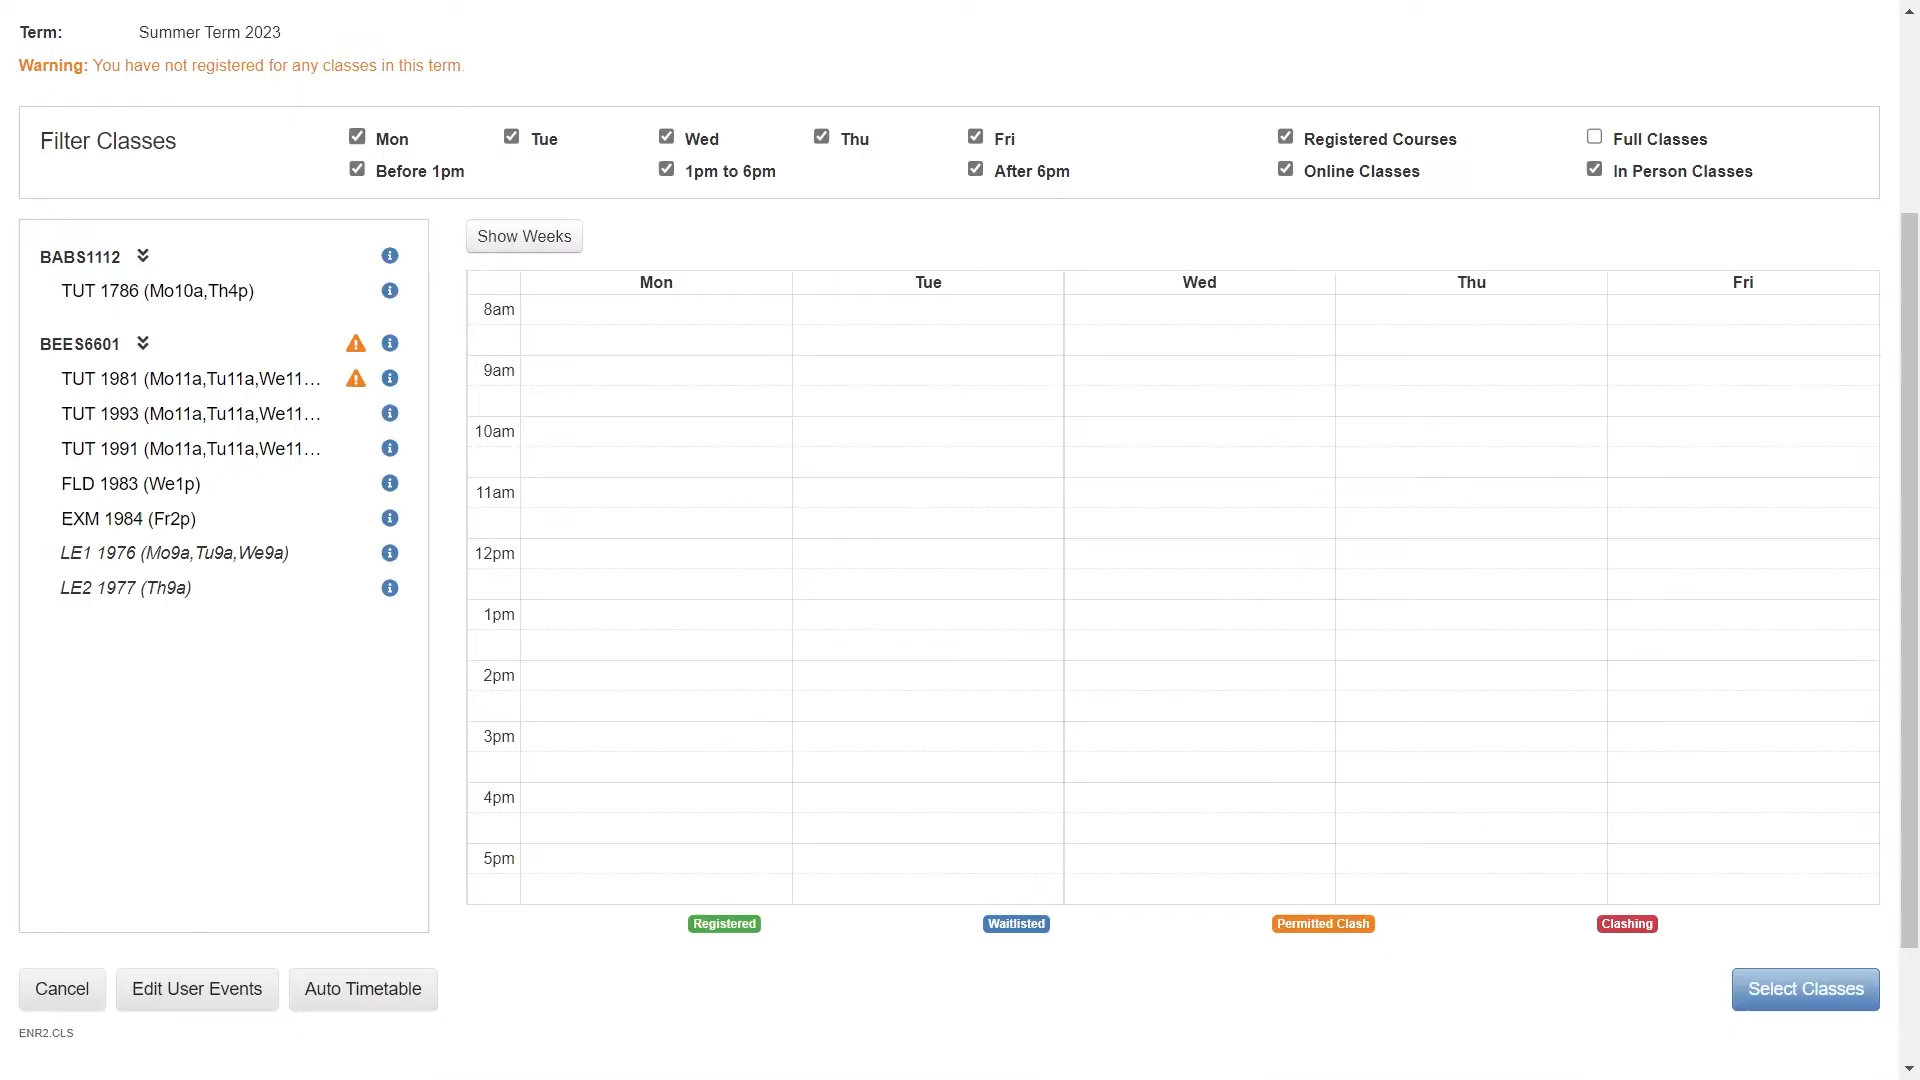 Term: Summer Term 2023
Warning: You have not registered for any classes in this term.
Filter Classes
Mon Tue Wed Thu Fri Registered Courses Full Classes
Before 1pm 1pm to 6pm After 6pm Online Classes In Person Classes
BABS1112
TUT 1786 (Mo10a,Th4p)
BEES6601
TUT 1981 (Mo11a,Tu11a,We11…
TUT 1993 (Mo11a,Tu11a,We11…
TUT 1991 (Mo11a,Tu11a,We11…
FLD 1983 (We1p)
EXM 1984 (Fr2p)
LE1 1976 (Mo9a,Tu9a,We9a)
LE2 1977 (Th9a)
Show Weeks
Mon Tue Wed Thu Fri
8am
9am
10am
11am
12pm
1pm
2pm
3pm
4pm
5pm
Registered Waitlisted Permitted Clash Clashing
Cancel Edit User Events Auto Timetable Select Classes
ENR2.CLS